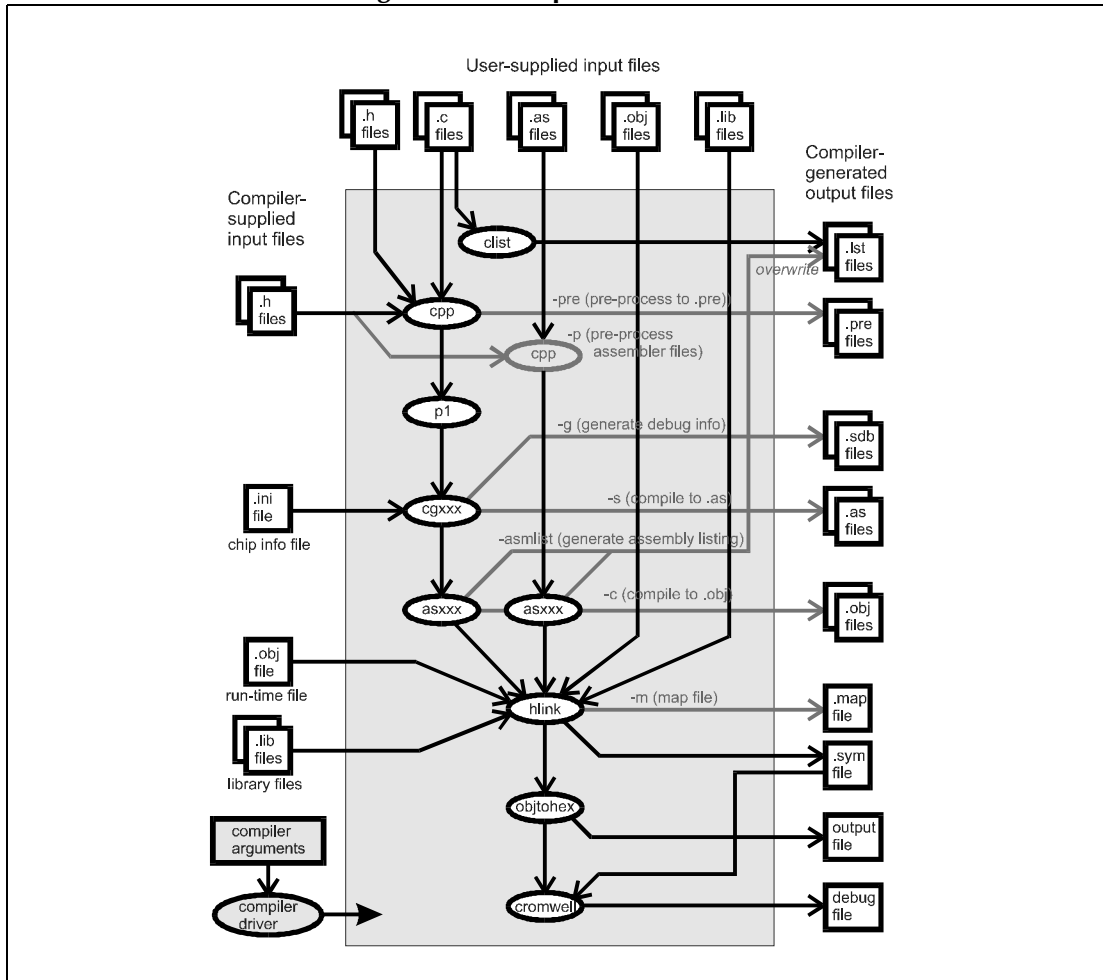 User-supplied input files
.h
files
.c
files
.as
files
.obj
files
.lib
files
Compiler-
generated
output files
Compiler-
supplied
input files
clist
.lst
files
overwrite
.h
files
cpp
-pre (pre-process to .pre))
.pre
files
-p (pre-process
assembler files)
cpp
p1
-g (generate debug info)
.sdb
files
.ini
file
chip info file
cgxxx
-s (compile to .as)
.as
files
-asmlist (generate assembly listing)
asxxx
asxxx
-c (compile to .obj)
.obj
files
.obj
file
run-time file
hlink
-m (map file)
.map
file
.lib
files
library files
.sym
file
objtohex
output
file
compiler
arguments
compiler
driver
cromwell
debug
file